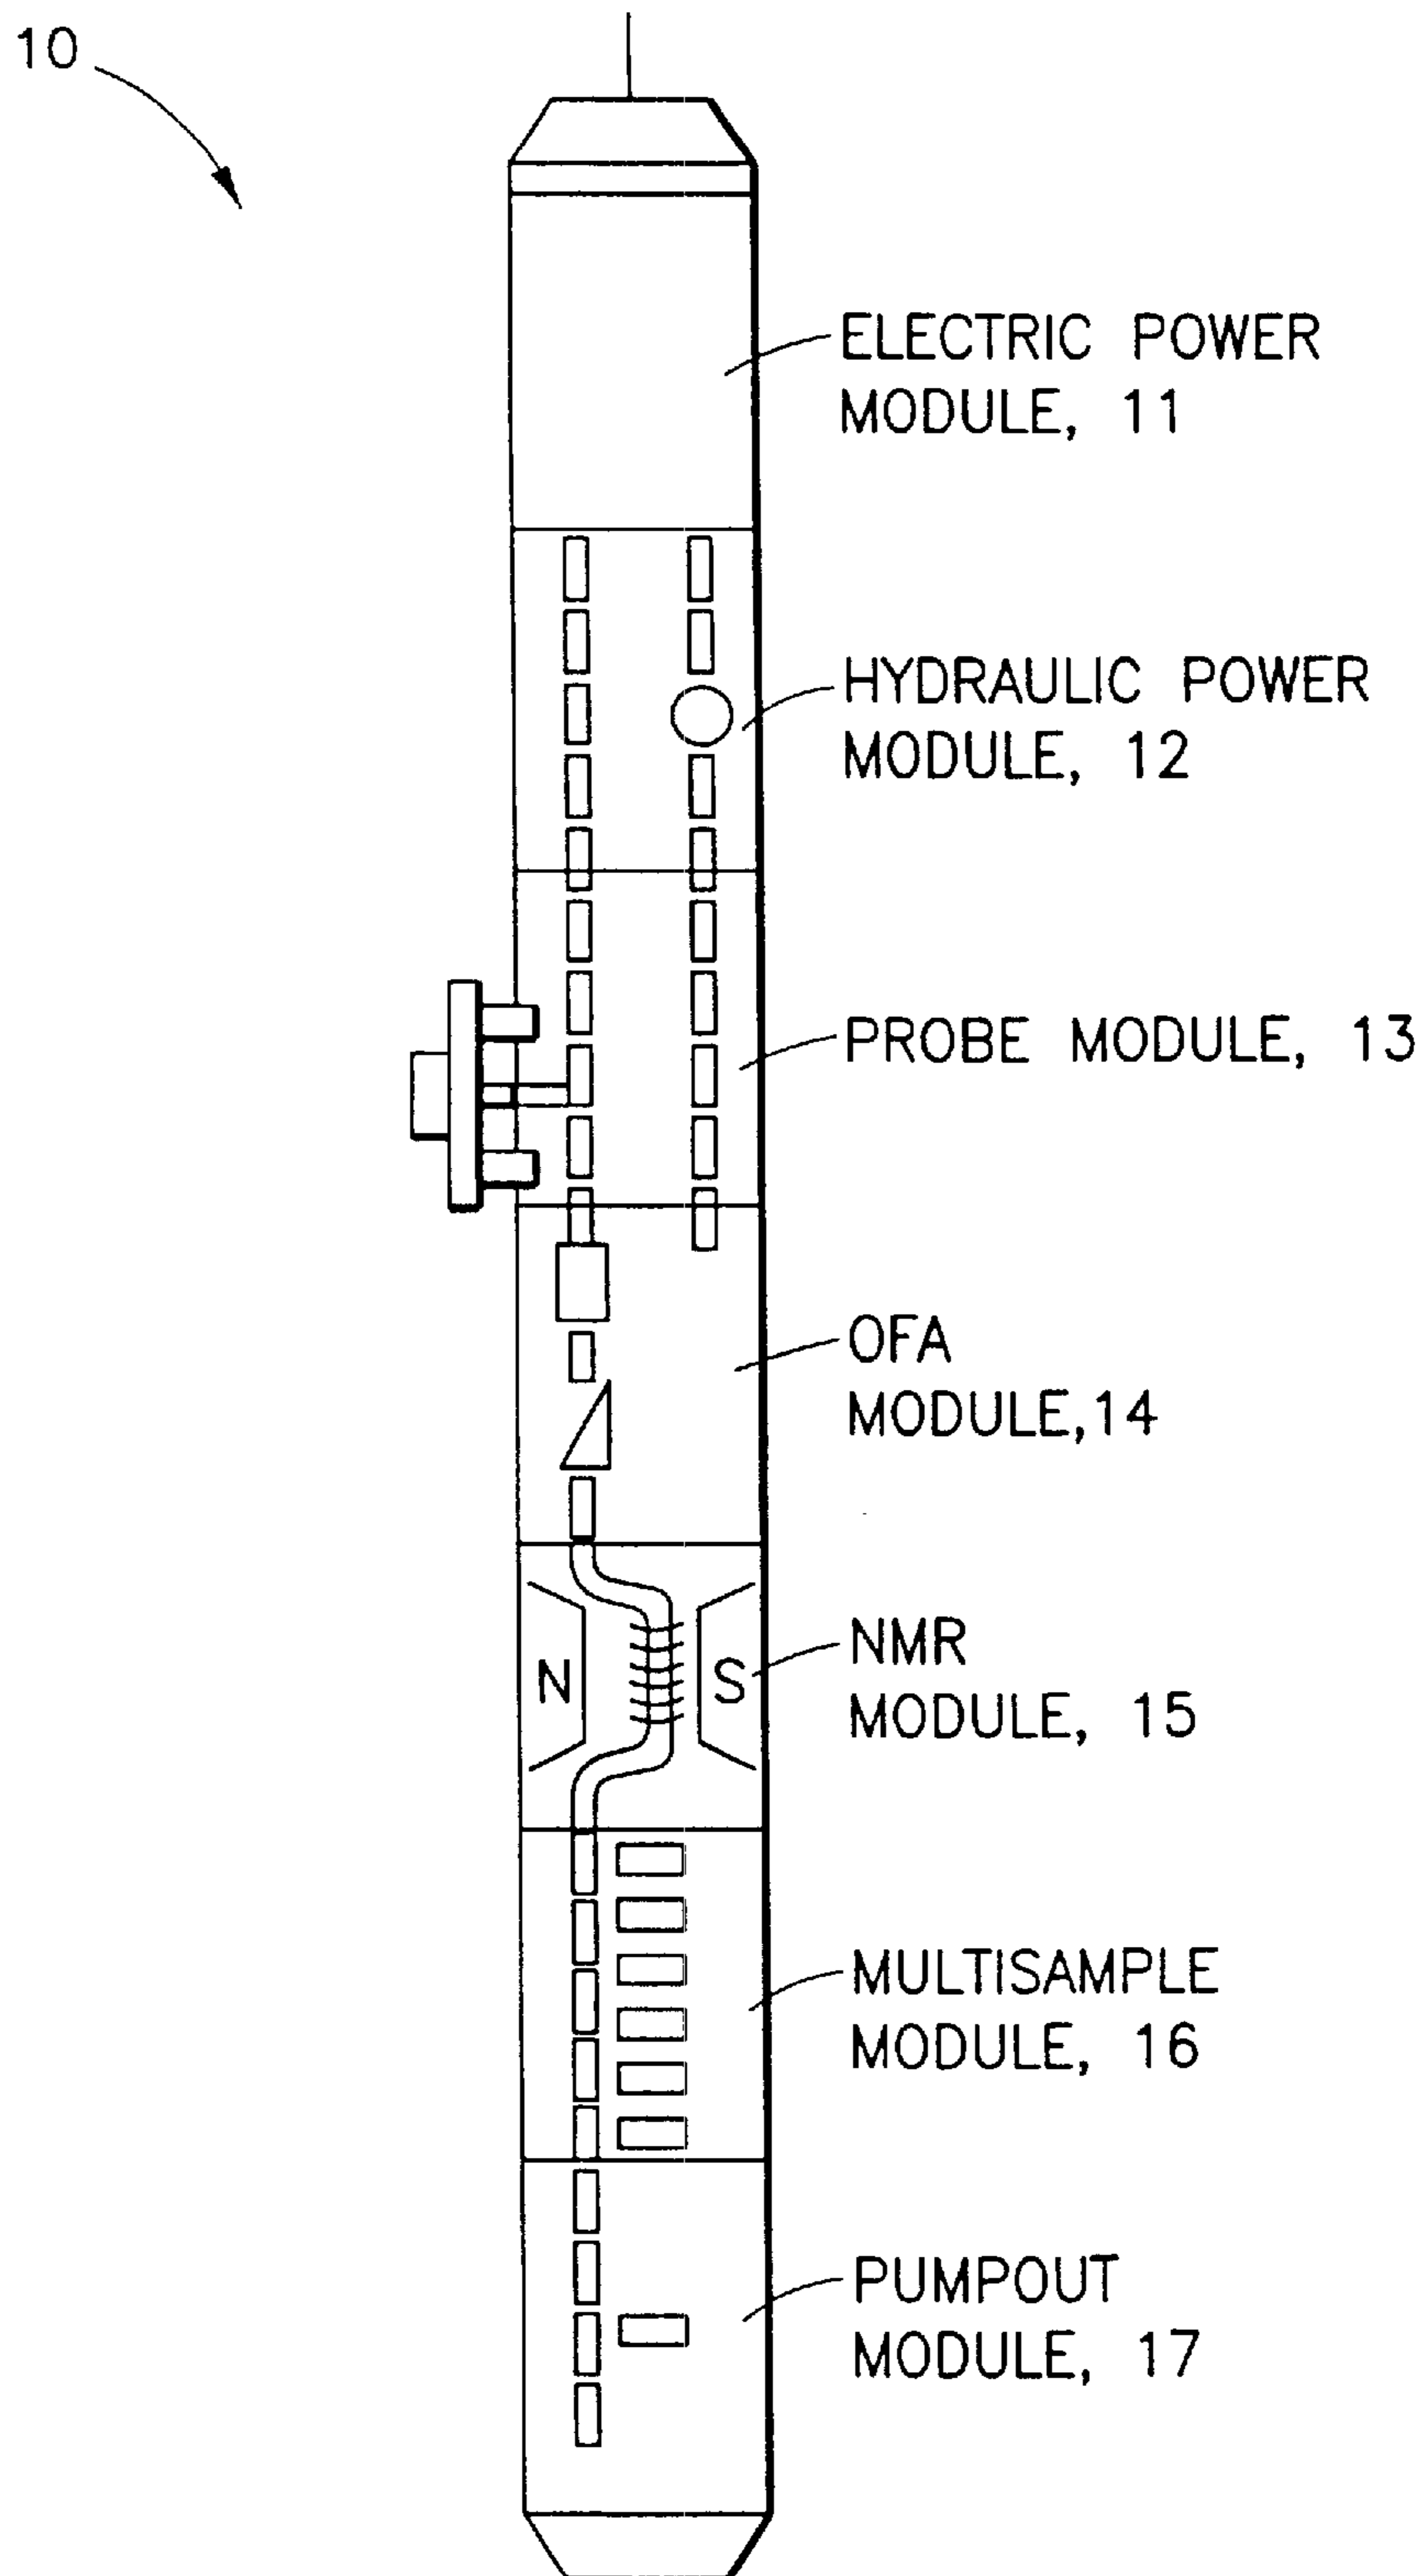 10
ELECTRIC POWER
MODULE, 11
HYDRAULIC POWER
MODULE, 12
PROBE MODULE, 13
OFA
MODULE,14
N
S
NMR
MODULE, 15
MULTISAMPLE
MODULE, 16
PUMPOUT
MODULE, 17